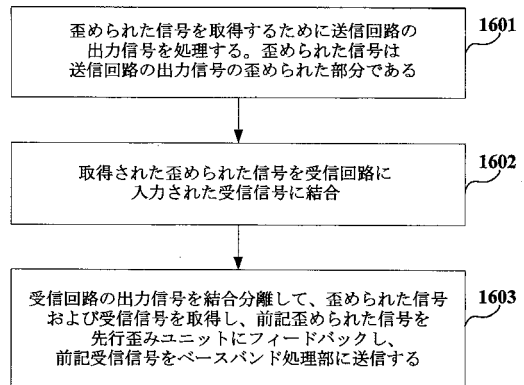 歪められた信号を取得するために送信回路の
出力信号を処理する。歪められた信号は
送信回路の出力信号の歪められた部分である
1601
取得された歪められた信号を受信回路に
入力された受信信号に結合
1602
受信回路の出力信号を結合分離して、歪められた信号
および受信信号を取得し、前記歪められた信号を
先行歪みユニットにフィードバックし、
前記受信信号をベースバンド処理部に送信する
1603